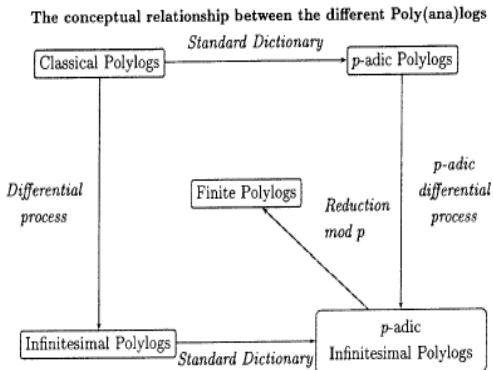 The conceptual relationship between the different Poly(ana)logs
Standard Dictionary
Classical Polylogs
p-adic Polylogs
Differential
process
Finite Polylogs
Reduction
mod p
p-adic
differential
process
Infinitesimal Polylogs
Standard Dictionary
p-adic
Infinitesimal Polylogs